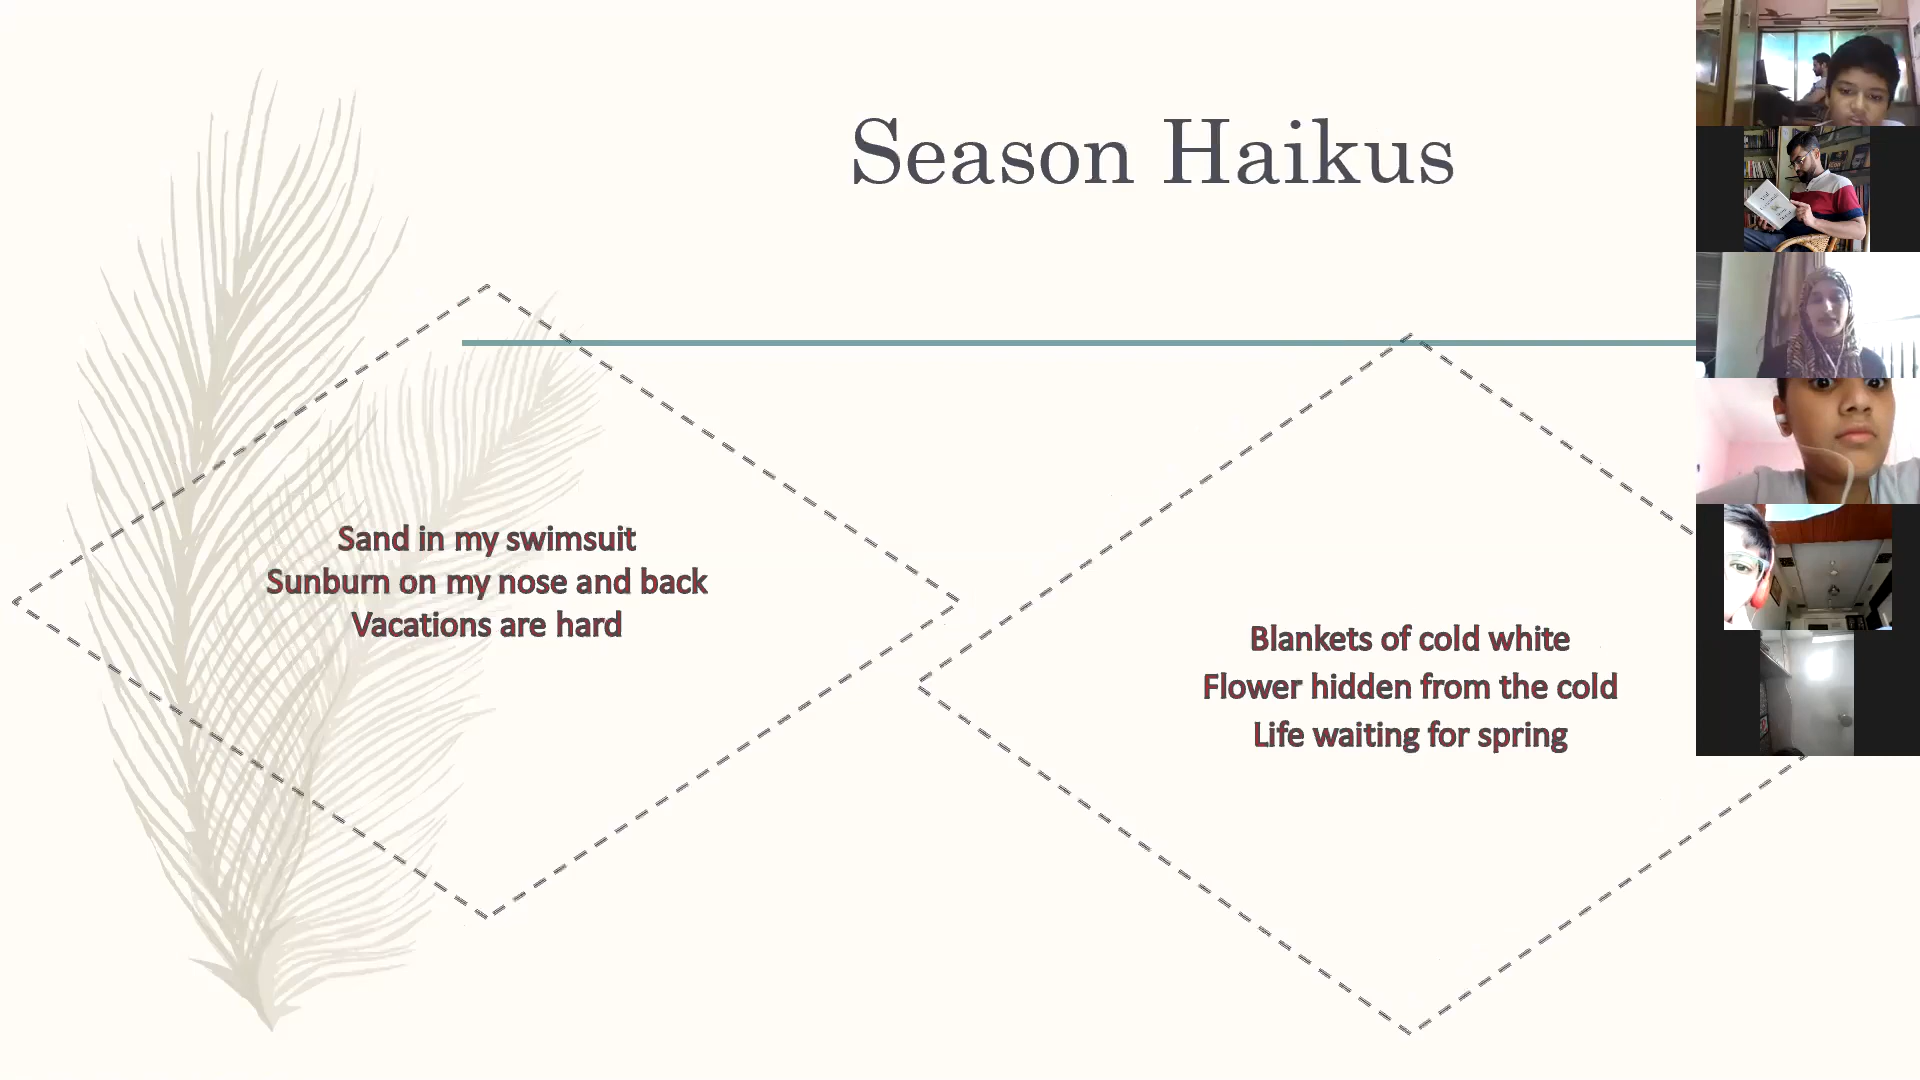 Season Haikus
Sand in my swimsuit
Sunburn on my nose and back
Vacations are hard
Blankets of cold white
Flower hidden from the cold
Life waiting for spring